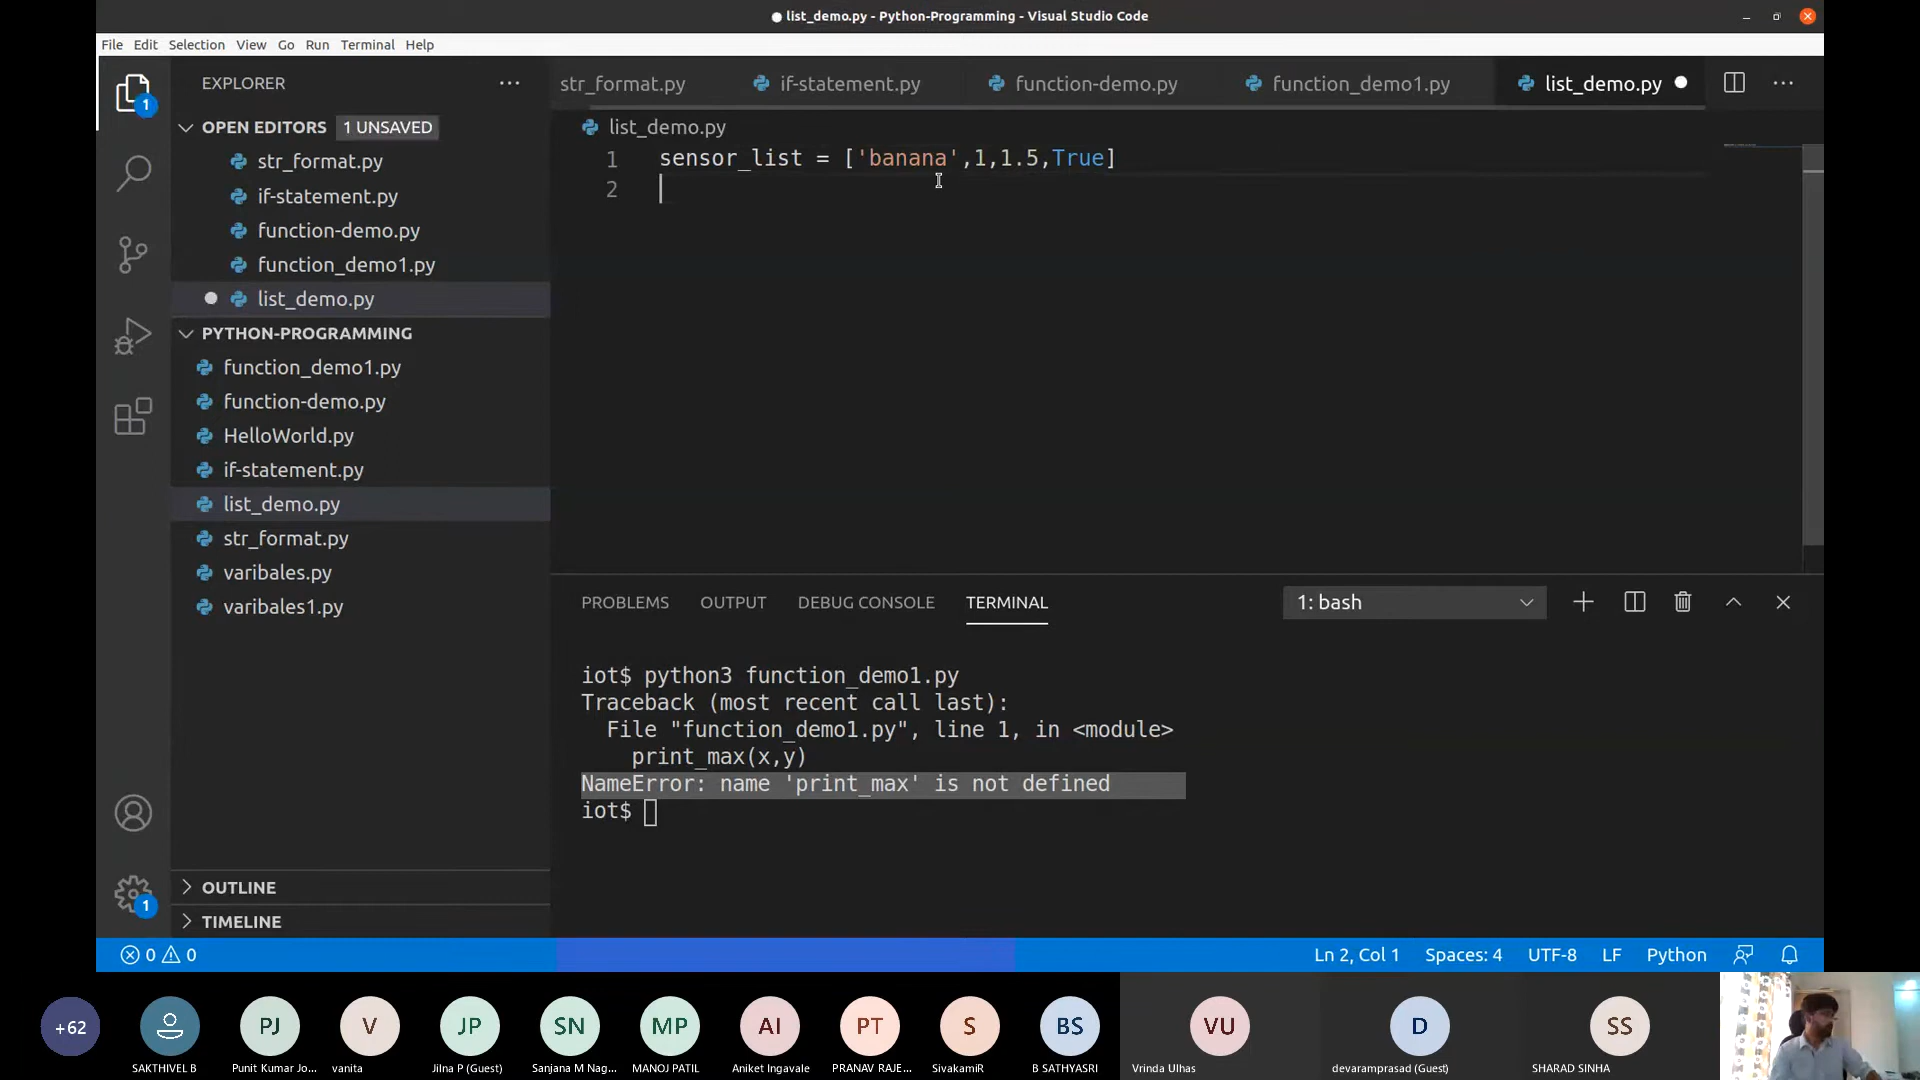 list_demo.py - Python-Programming - Visual Studio Code
File Edit Selection View Go Run Terminal Help
EXPLORER
str_format.py if-statement.py function-demo.py function_demo1.py list_demo.py
OPEN EDITORS 1 UNSAVED
str_format.py
if-statement.py
function-demo.py
function_demo1.py
list_demo.py
PYTHON-PROGRAMMING
function_demo1.py
function-demo.py
HelloWorld.py
if-statement.py
list_demo.py
str_format.py
varibales.py
varibales1.py
OUTLINE
TIMELINE
1
1
list_demo.py
1 sensor_list = ['banana',1,1.5,True]
2
PROBLEMS OUTPUT DEBUG CONSOLE TERMINAL 1: bash
iot$ python3 function_demo1.py
Traceback (most recent call last):
File "function_demo1.py", line 1, in <module>
print_max(x,y)
NameError: name 'print_max' is not defined
iot$
0 0 Ln 2, Col 1 Spaces: 4 UTF-8 LF Python
+62 PJ V JP SN MP AI PT S BS VU D SS
SAKTHIVEL B Punit Kumar Jo... vanita Jilna P (Guest) Sanjana M Nag... MANOJ PATIL Aniket Ingavale PRANAV RAJE... SivakamiR B SATHYASRI Vrinda Ulhas devaramprasad (Guest) SHARAD SINHA